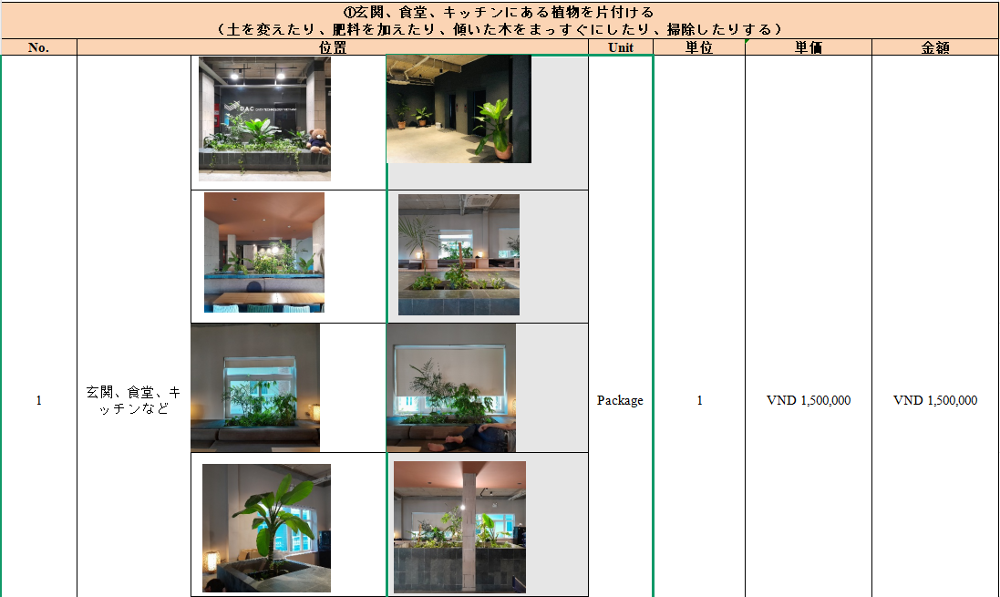 ①玄関、食堂、キッチンにある植物を片付ける
（土を変えたり、肥料を加えたり、傾いた木をまっすぐにしたり、掃除したりする）
No. 位置 Unit 単位 単価 金額
DAC DATA TECHNOLOGY VIETNAM
1 玄関、食堂、キ Package 1 VND 1,500,000 VND 1,500,000
ッチンなど